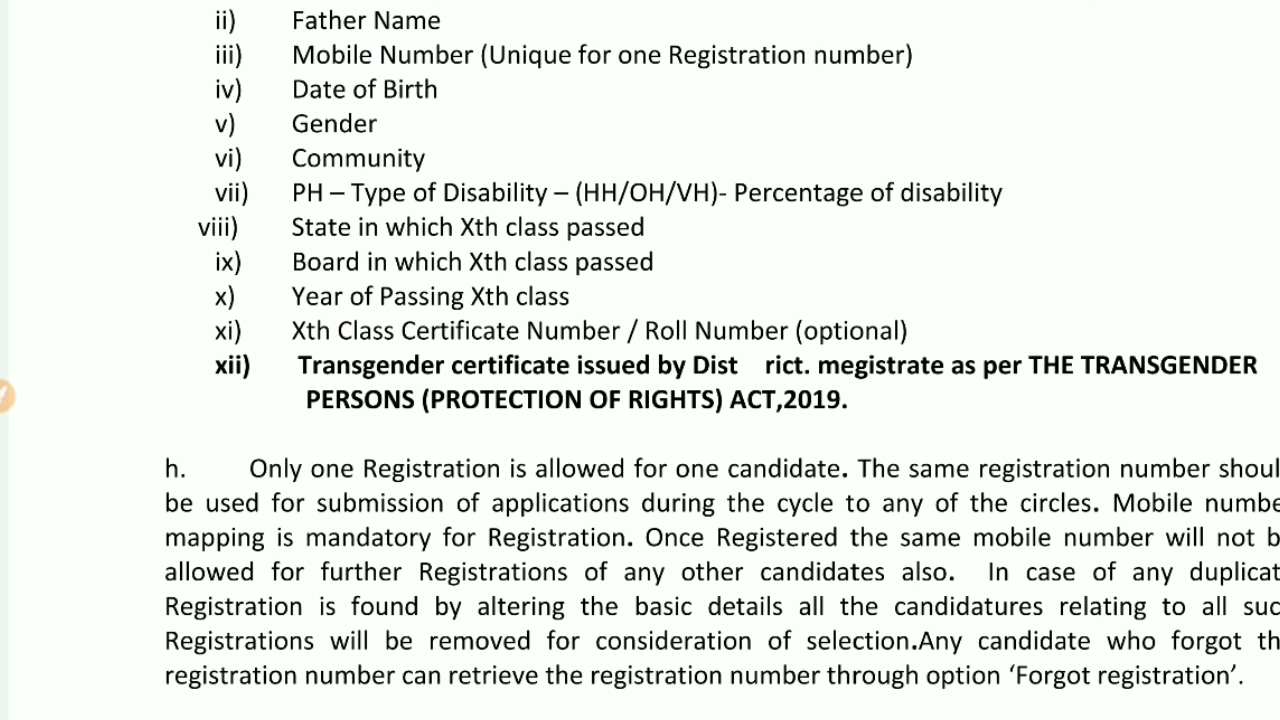 ii) Father Name
iii) Mobile Number (Unique for one Registration number)
iv) Date of Birth
v) Gender
vi) Community
vii) PH – Type of Disability – (HH/OH/VH)- Percentage of disability
viii) State in which Xth class passed
ix) Board in which Xth class passed
x) Year of Passing Xth class
xi) Xth Class Certificate Number / Roll Number (optional)
xii) Transgender certificate issued by Dist rict. megistrate as per THE TRANSGENDER
PERSONS (PROTECTION OF RIGHTS) ACT,2019.
h. Only one Registration is allowed for one candidate. The same registration number shoul
be used for submission of applications during the cycle to any of the circles. Mobile numbe
mapping is mandatory for Registration. Once Registered the same mobile number will not b
allowed for further Registrations of any other candidates also. In case of any duplicat
Registration is found by altering the basic details all the candidatures relating to all suc
Registrations will be removed for consideration of selection.Any candidate who forgot th
registration number can retrieve the registration number through option ‘Forgot registration’.